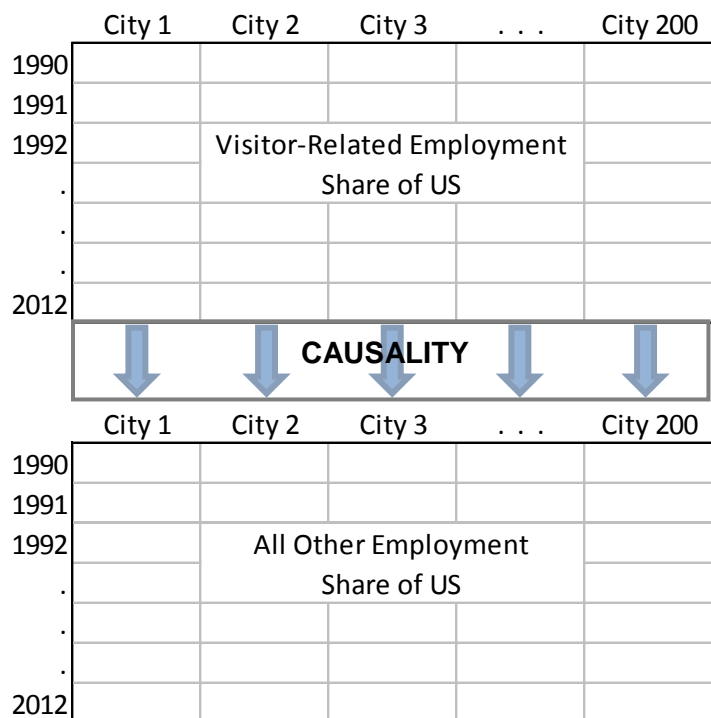 City 1 City 2 City 3 . . . City 200
1990
1991
1992 Visitor-Related Employment
. Share of US
.
.
2012
CAUSALITY
City 1 City 2 City 3 . . . City 200
1990
1991
1992 All Other Employment
. Share of US
.
.
2012